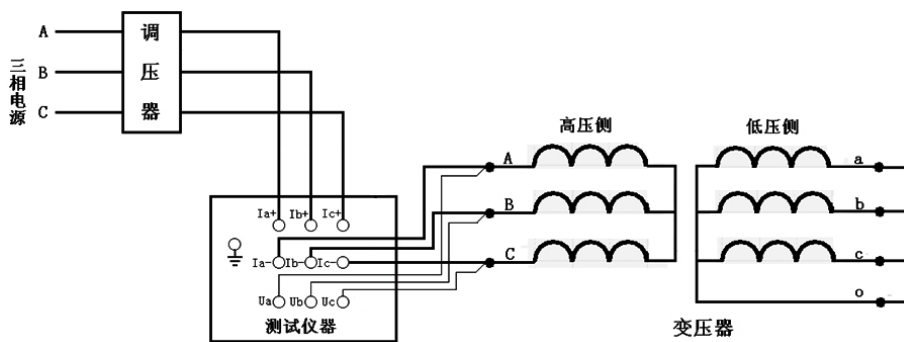 三相电源
A
B
C
调压器
高压侧
低压侧
A
B
C
a
b
c
o
Ia+ Ib+ Ic+
Ia- Ib- Ic-
Ua Ub Uc
测试仪器
变压器